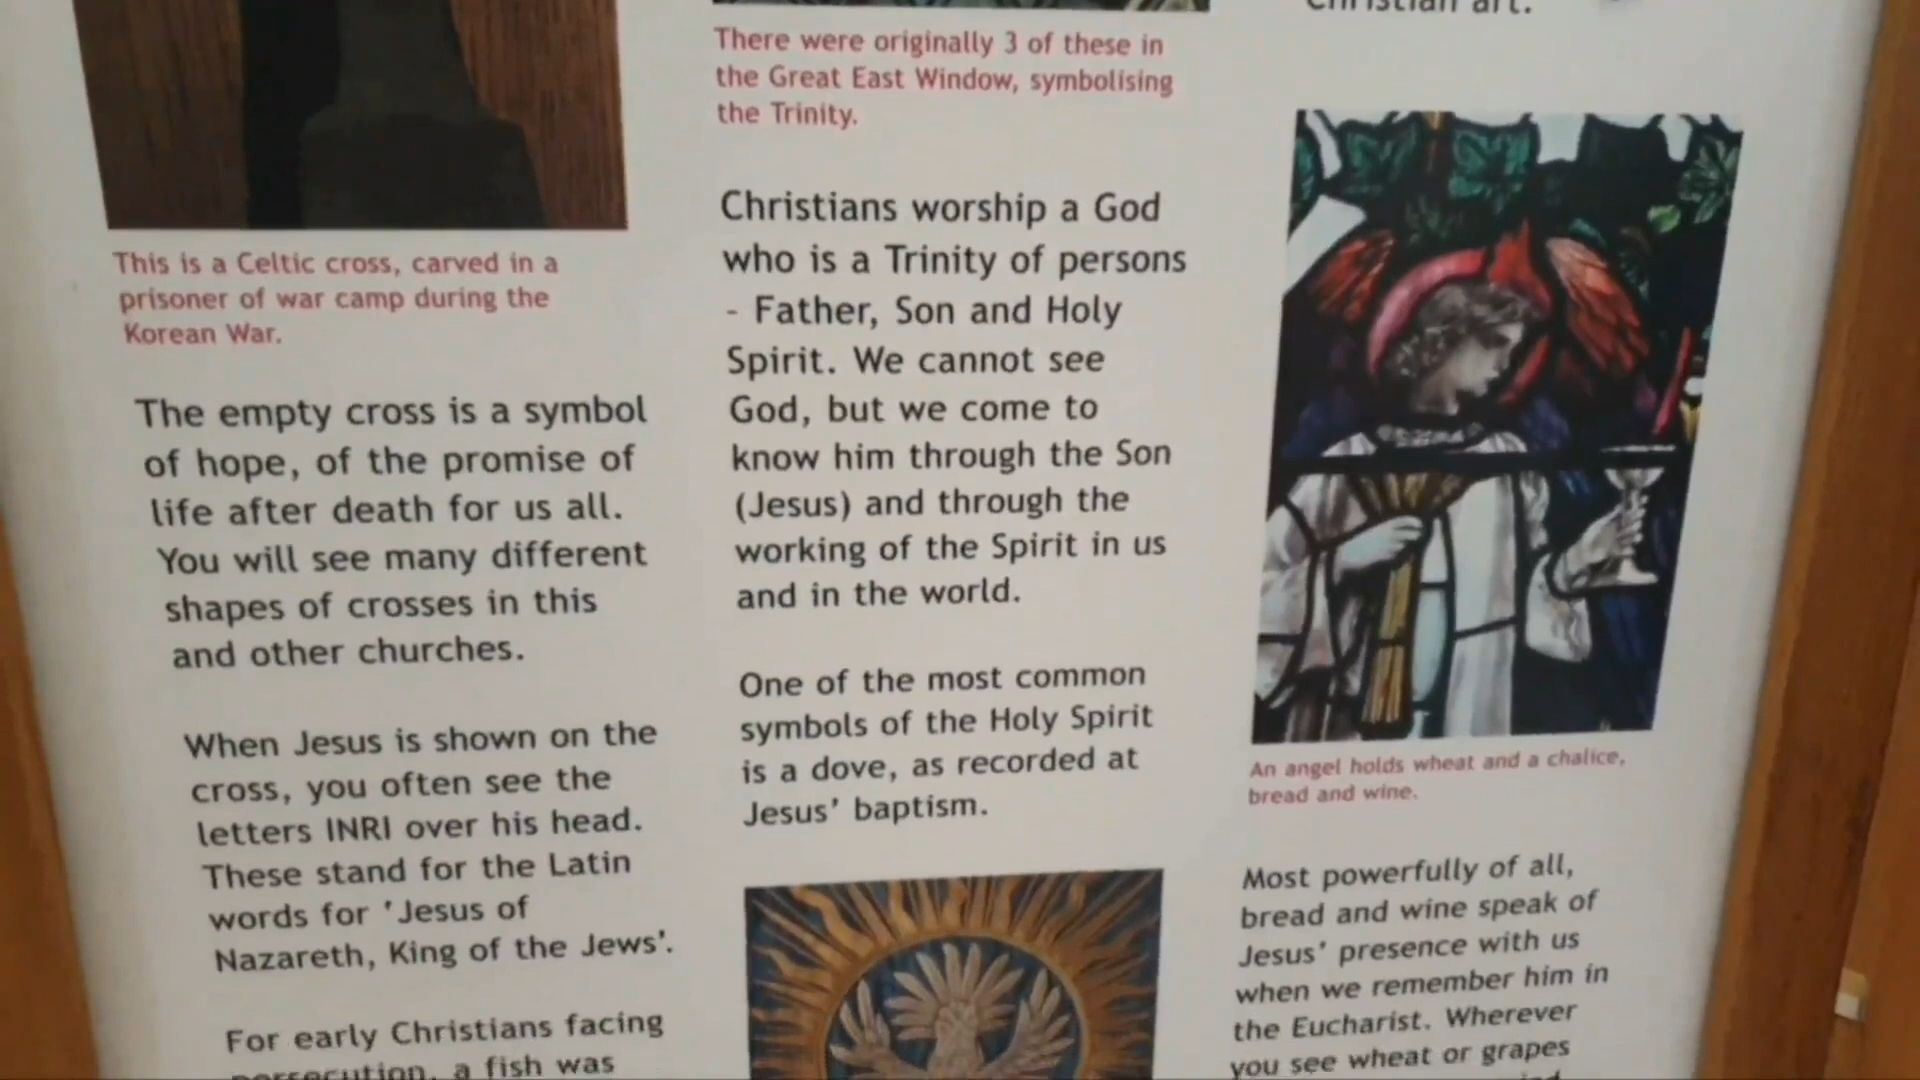 This is a Celtic cross, carved in a
prisoner of war camp during the
Korean War.
The empty cross is a symbol
of hope, of the promise of
life after death for us all.
You will see many different
shapes of crosses in this
and other churches.
When Jesus is shown on the
cross, you often see the
letters INRI over his head.
These stand for the Latin
words for 'Jesus of
Nazareth, King of the Jews'.
For early Christians facing
persecution, a fish was
There were originally 3 of these in
the Great East Window, symbolising
the Trinity.
Christians worship a God
who is a Trinity of persons
- Father, Son and Holy
Spirit. We cannot see
God, but we come to
know him through the Son
(Jesus) and through the
working of the Spirit in us
and in the world.
One of the most common
symbols of the Holy Spirit
is a dove, as recorded at
Jesus' baptism.
Christian art.
An angel holds wheat and a chalice,
bread and wine.
Most powerfully of all,
bread and wine speak of
Jesus' presence with us
when we remember him in
the Eucharist. Wherever
you see wheat or grapes